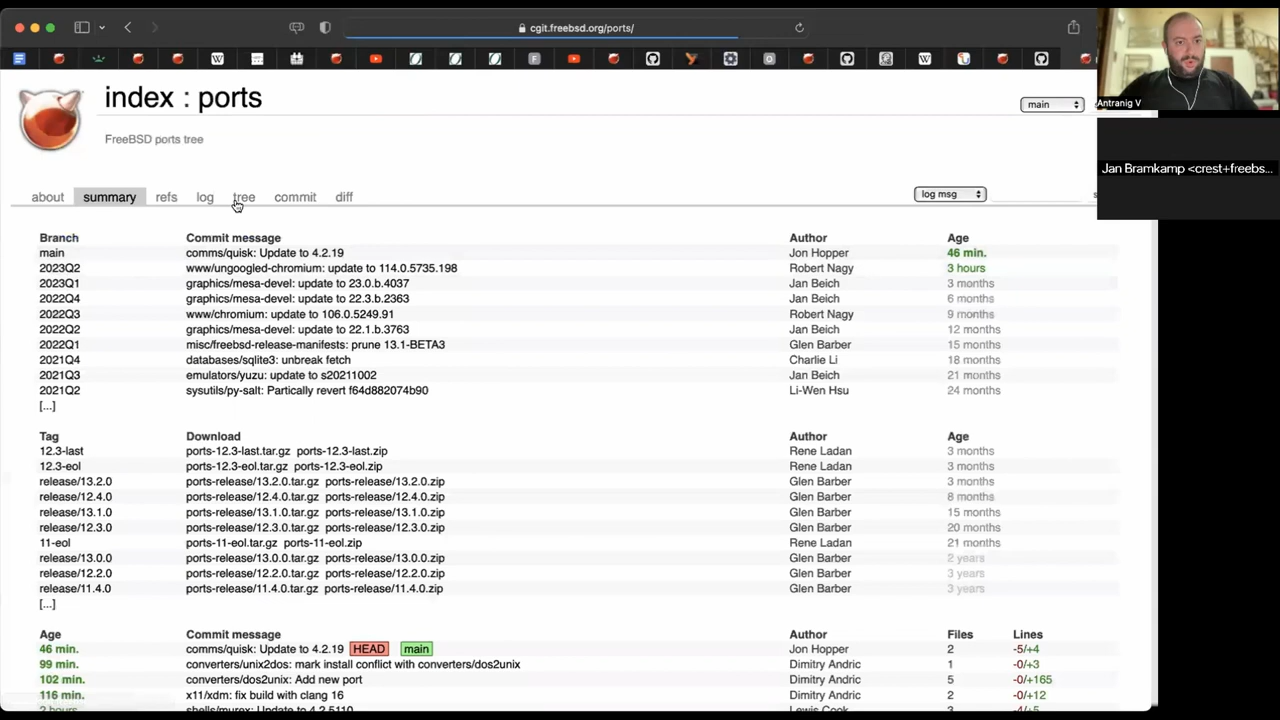 cgit.freebsd.org/ports/
index : ports
main
FreeBSD ports tree
about summary refs log tree commit diff
log msg
Branch Commit message Author Age
main comms/quisk: Update to 4.2.19 Jon Hopper 46 min.
2023Q2 www/ungoogled-chromium: update to 114.0.5735.198 Robert Nagy 3 hours
2023Q1 graphics/mesa-devel: update to 23.0.b.4037 Jan Beich 3 months
2022Q4 graphics/mesa-devel: update to 22.3.b.2363 Jan Beich 6 months
2022Q3 www/chromium: update to 106.0.5249.91 Robert Nagy 9 months
2022Q2 graphics/mesa-devel: update to 22.1.b.3763 Jan Beich 12 months
2022Q1 misc/freebsd-release-manifests: prune 13.1-BETA3 Glen Barber 15 months
2021Q4 databases/sqlite3: unbreak fetch Charlie Li 18 months
2021Q3 emulators/yuzu: update to s20211002 Jan Beich 21 months
2021Q2 sysutils/py-salt: Partically revert f64d882074b90 Li-Wen Hsu 24 months
[...]
Tag Download Author Age
12.3-last ports-12.3-last.tar.gz ports-12.3-last.zip Rene Ladan 3 months
12.3-eol ports-12.3-eol.tar.gz ports-12.3-eol.zip Rene Ladan 3 months
release/13.2.0 ports-release/13.2.0.tar.gz ports-release/13.2.0.zip Glen Barber 3 months
release/12.4.0 ports-release/12.4.0.tar.gz ports-release/12.4.0.zip Glen Barber 8 months
release/13.1.0 ports-release/13.1.0.tar.gz ports-release/13.1.0.zip Glen Barber 15 months
release/12.3.0 ports-release/12.3.0.tar.gz ports-release/12.3.0.zip Glen Barber 20 months
11-eol ports-11-eol.tar.gz ports-11-eol.zip Rene Ladan 21 months
release/13.0.0 ports-release/13.0.0.tar.gz ports-release/13.0.0.zip Glen Barber 2 years
release/12.2.0 ports-release/12.2.0.tar.gz ports-release/12.2.0.zip Glen Barber 3 years
release/11.4.0 ports-release/11.4.0.tar.gz ports-release/11.4.0.zip Glen Barber 3 years
[...]
Age Commit message Author Files Lines
46 min. comms/quisk: Update to 4.2.19 HEAD main Jon Hopper 2 -5/+4
99 min. converters/unix2dos: mark install conflict with converters/dos2unix Dimitry Andric 1 -0/+3
102 min. converters/dos2unix: Add new port Dimitry Andric 5 -0/+165
116 min. x11/xdm: fix build with clang 16 Dimitry Andric 2 -0/+12
2 hours shells/murex: Update to 4.2.5110 Lewis Cook 3 -4/+5
Antranig V
Jan Bramkamp <crest+freebs...